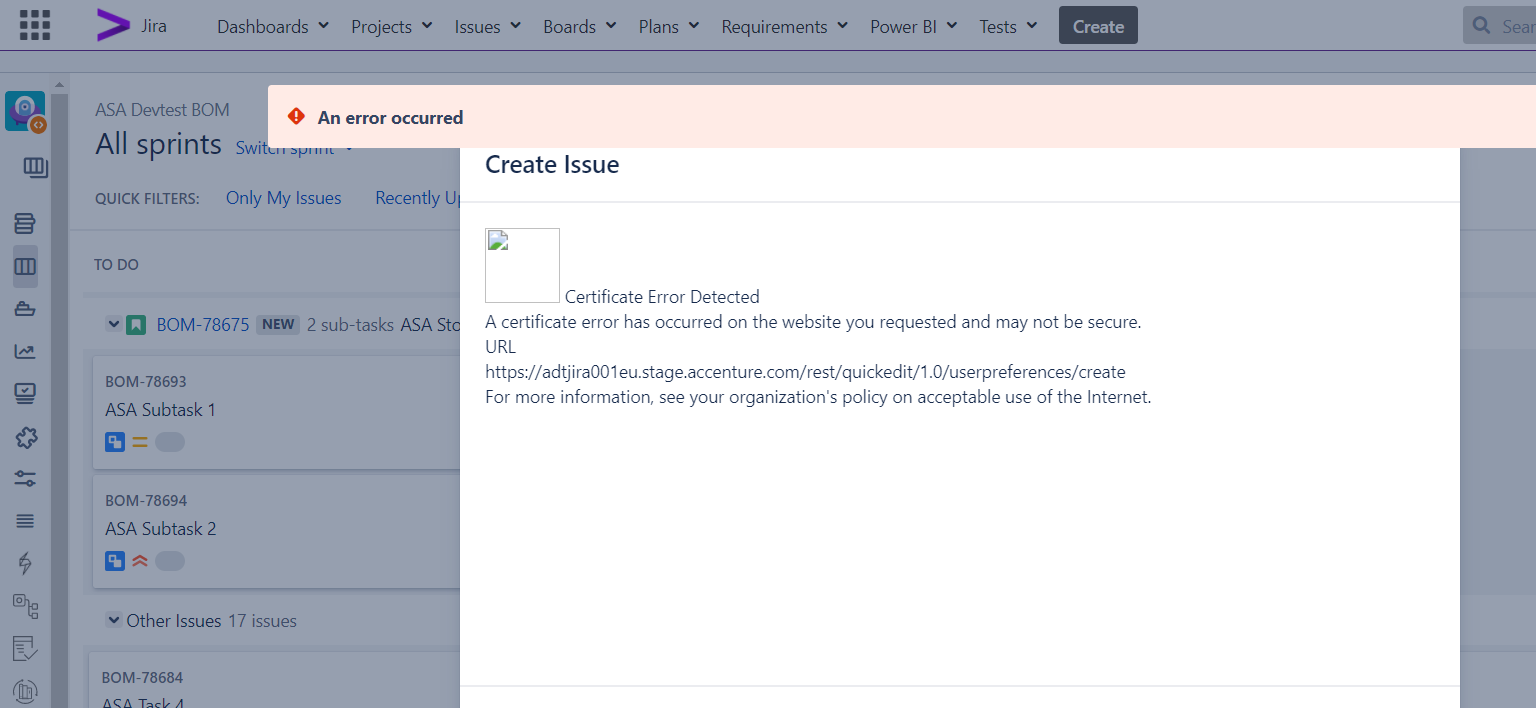 Jira Dashboards Projects Issues Boards Plans Requirements Power BI Tests Create
ASA Devtest BOM
An error occurred
All sprints Switch sprint
Create Issue
QUICK FILTERS: Only My Issues Recently
TO DO
Certificate Error Detected
A certificate error has occurred on the website you requested and may not be secure.
URL
https://adtjira001eu.stage.accenture.com/rest/quickedit/1.0/userpreferences/create
For more information, see your organization's policy on acceptable use of the Internet.
BOM-78675 NEW 2 sub-tasks ASA
BOM-78693
ASA Subtask 1
BOM-78694
ASA Subtask 2
Other Issues 17 issues
BOM-78684
ASA Task 4